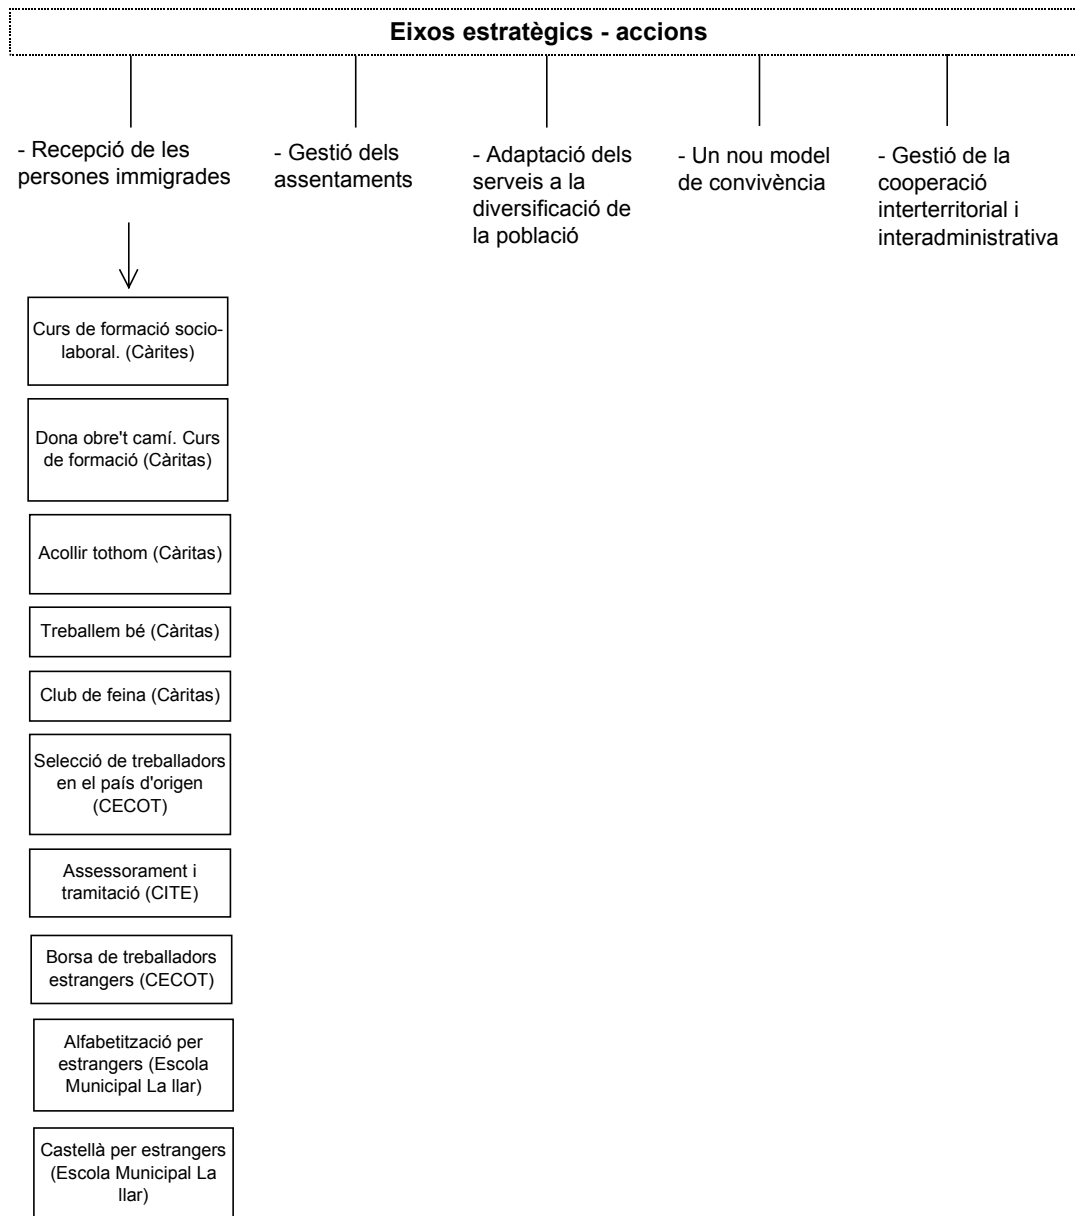 Eixos estratègics - accions
- Recepció de les
persones immigrades
- Gestió dels
assentaments
- Adaptació dels
serveis a la
diversificació de
la població
- Un nou model
de convivència
- Gestió de la
cooperació
interterritorial i
interadministrativa
Curs de formació socio-
laboral. (Càrites)
Dona obre't camí. Curs
de formació (Càritas)
Acollir tothom (Càritas)
Treballem bé (Càritas)
Club de feina (Càritas)
Selecció de treballadors
en el país d'origen
(CECOT)
Assessorament i
tramitació (CITE)
Borsa de treballadors
estrangers (CECOT)
Alfabetització per
estrangers (Escola
Municipal La llar)
Castellà per estrangers
(Escola Municipal La
llar)